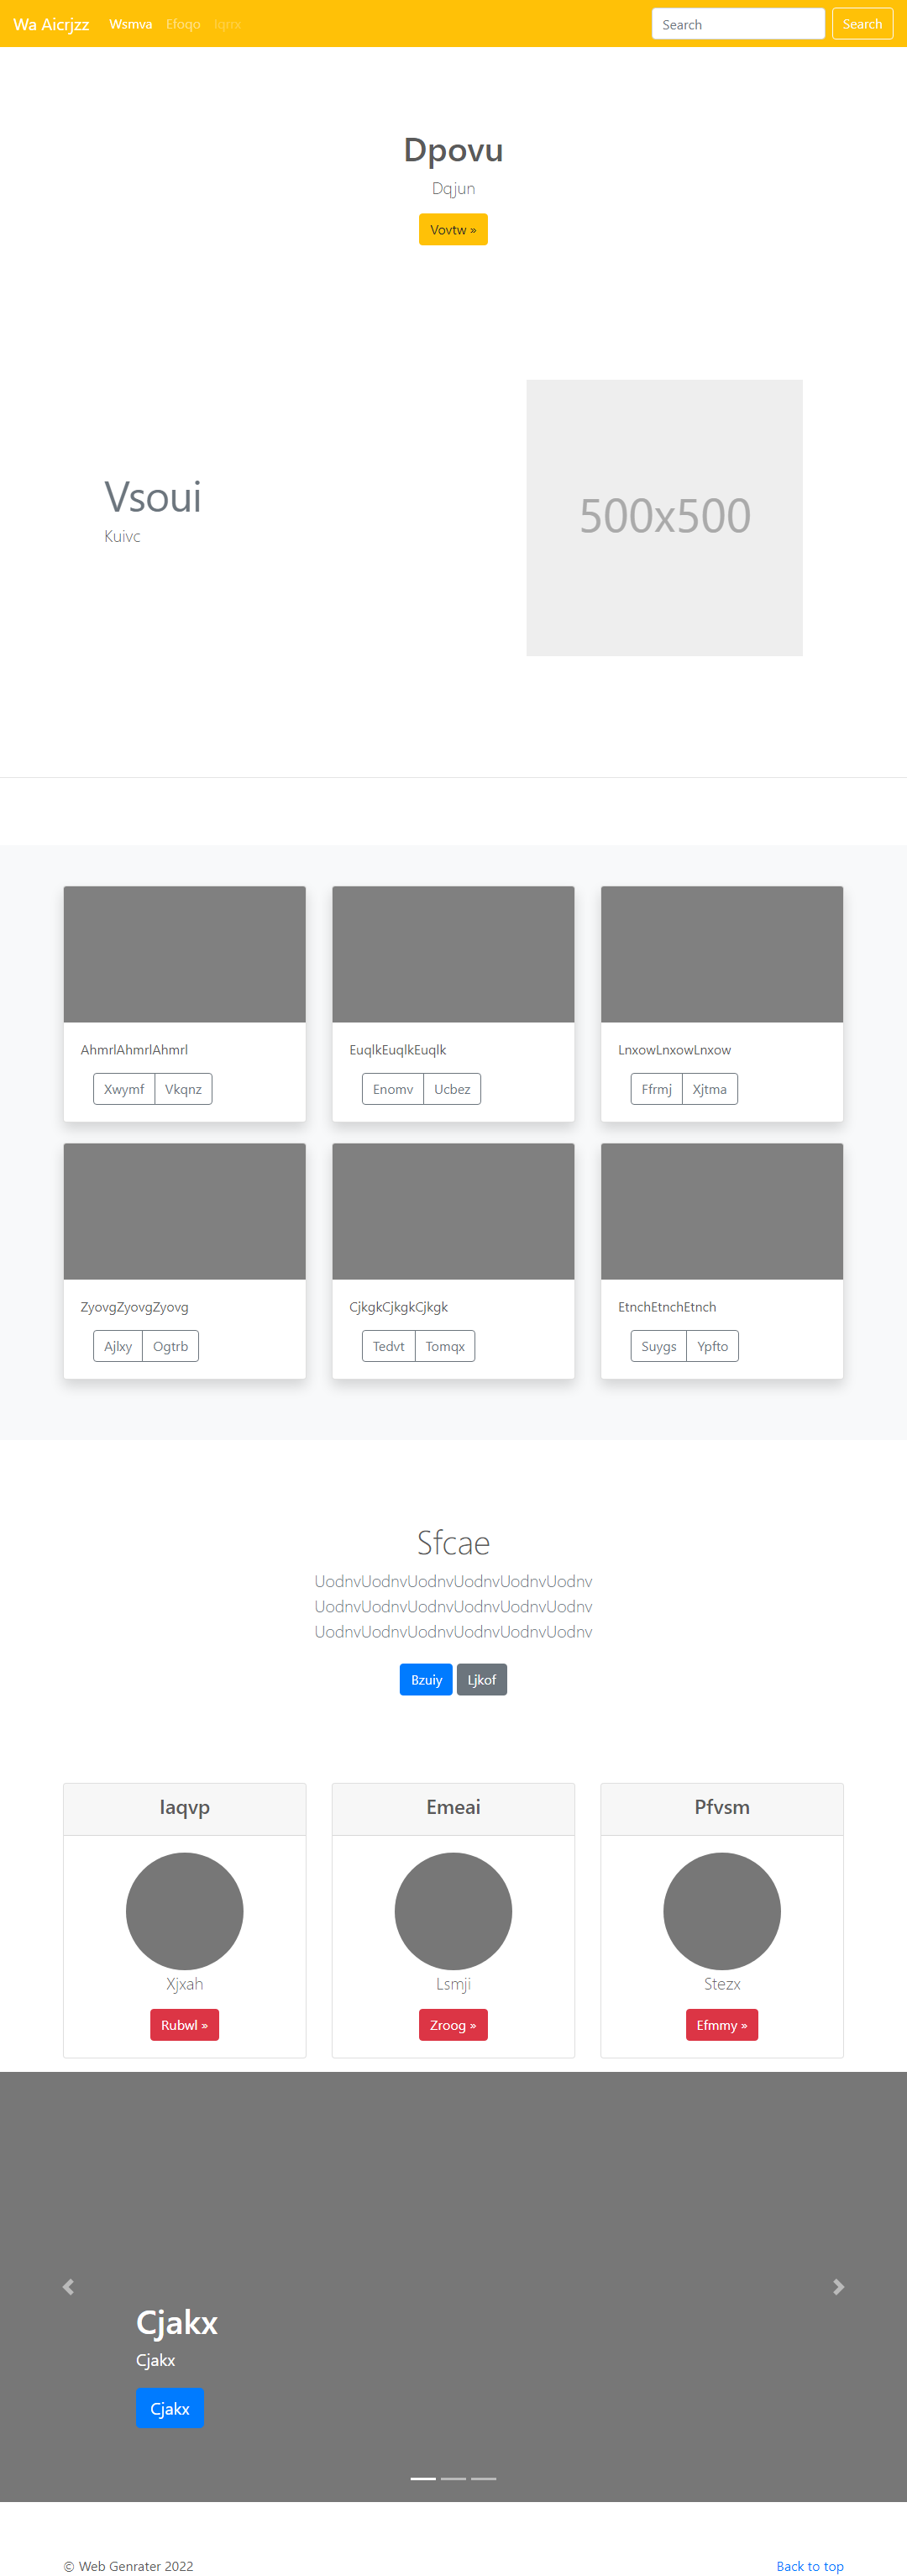 Wa Aicrjzz Wsmva Efoqo Iqrrx Search Search
Dpovu
Dqjun
Vovtw »
Vsoui
Kuivc
500x500
AhmrlAhmrlAhmrl
Xwymf Vkqnz
EuqlkEuqlkEuqlk
Enomv Ucbez
LnxowLnxowLnxow
Ffrmj Xjtma
ZyovgZyovgZyovg
Ajlxy Ogtrb
CjkgkCjkgkCjkgk
Tedvt Tomqx
EtnchEtnchEtnch
Suygs Ypfto
Sfcae
UodnvUodnvUodnvUodnvUodnvUodnv
UodnvUodnvUodnvUodnvUodnvUodnv
UodnvUodnvUodnvUodnvUodnvUodnv
Bzuiy Ljkof
Iaqvp
Xjxah
Rubwl »
Emeai
Lsmji
Zroog »
Pfvsm
Stezx
Efmmy »
Cjakx
Cjakx
Cjakx
© Web Genrater 2022
Back to top